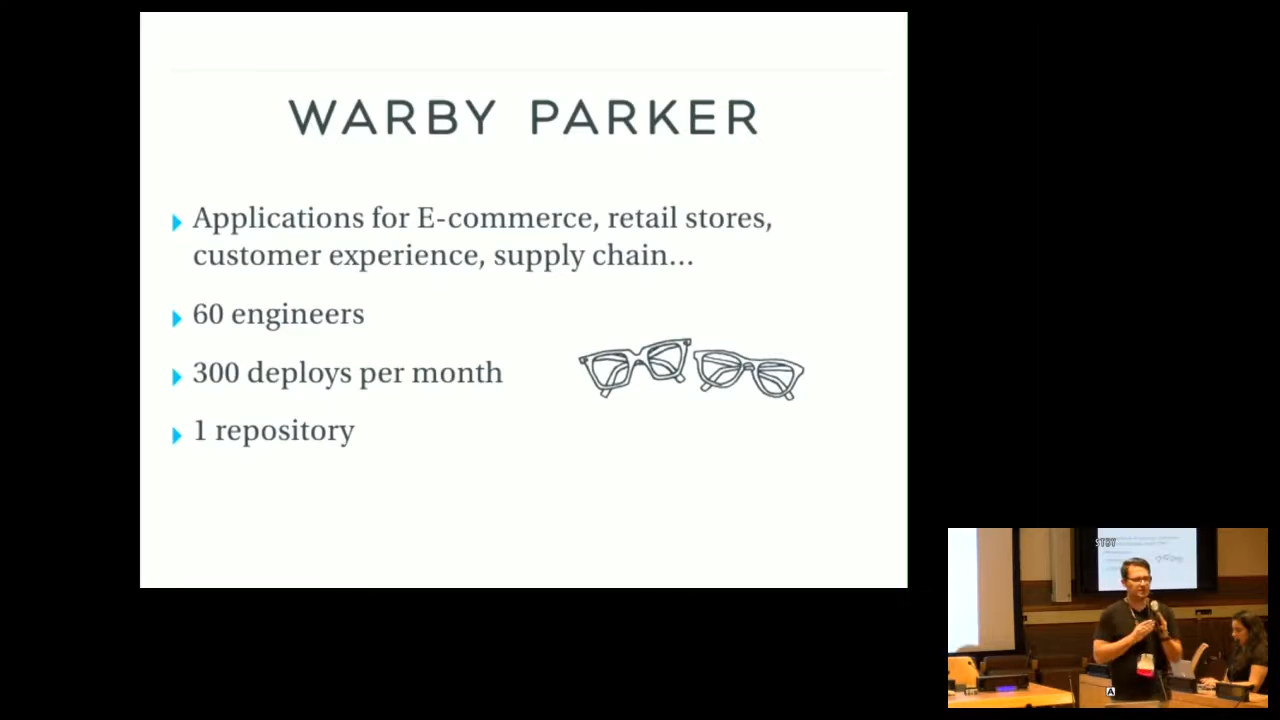 WARBY PARKER
Applications for E-commerce, retail stores,
customer experience, supply chain...
60 engineers
300 deploys per month
1 repository
STBY
A